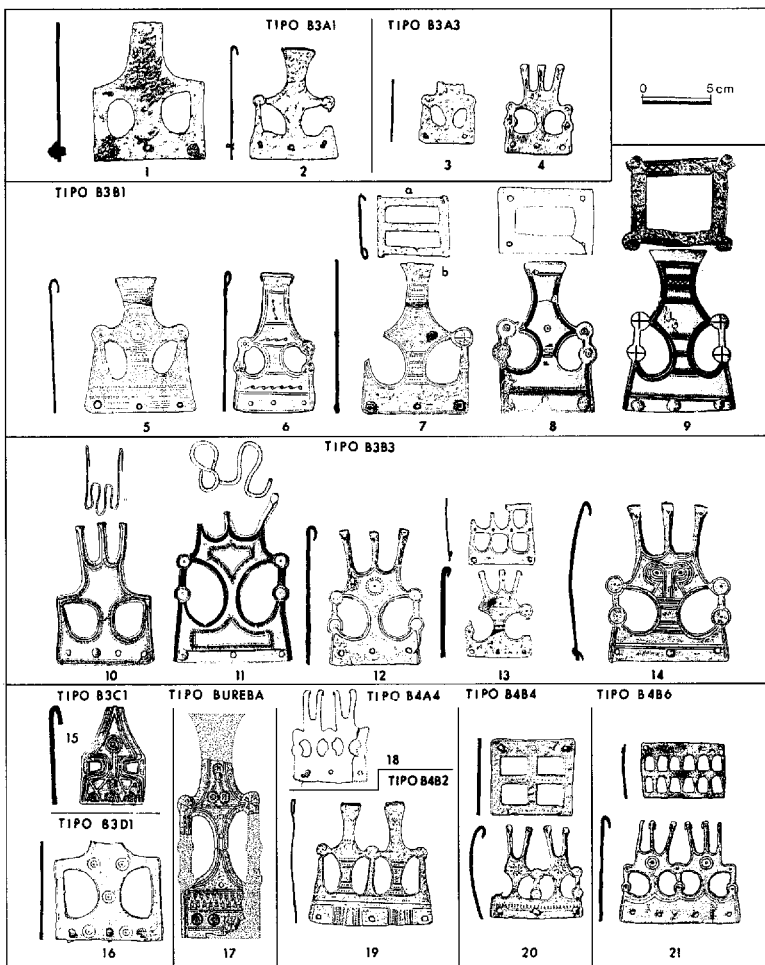 TIPO B3A1
TIPO B3A3
0 5cm
1
2
3
4
TIPO B3B1
a
b
5
6
7
8
9
TIPO B3B3
10
11
12
13
14
TIPO B3C1
TIPO BUREBA
TIPO B4A4
TIPO B4B4
TIPO B4B6
15
18
TIPO B4B2
TIPO B3D1
16
17
19
20
21